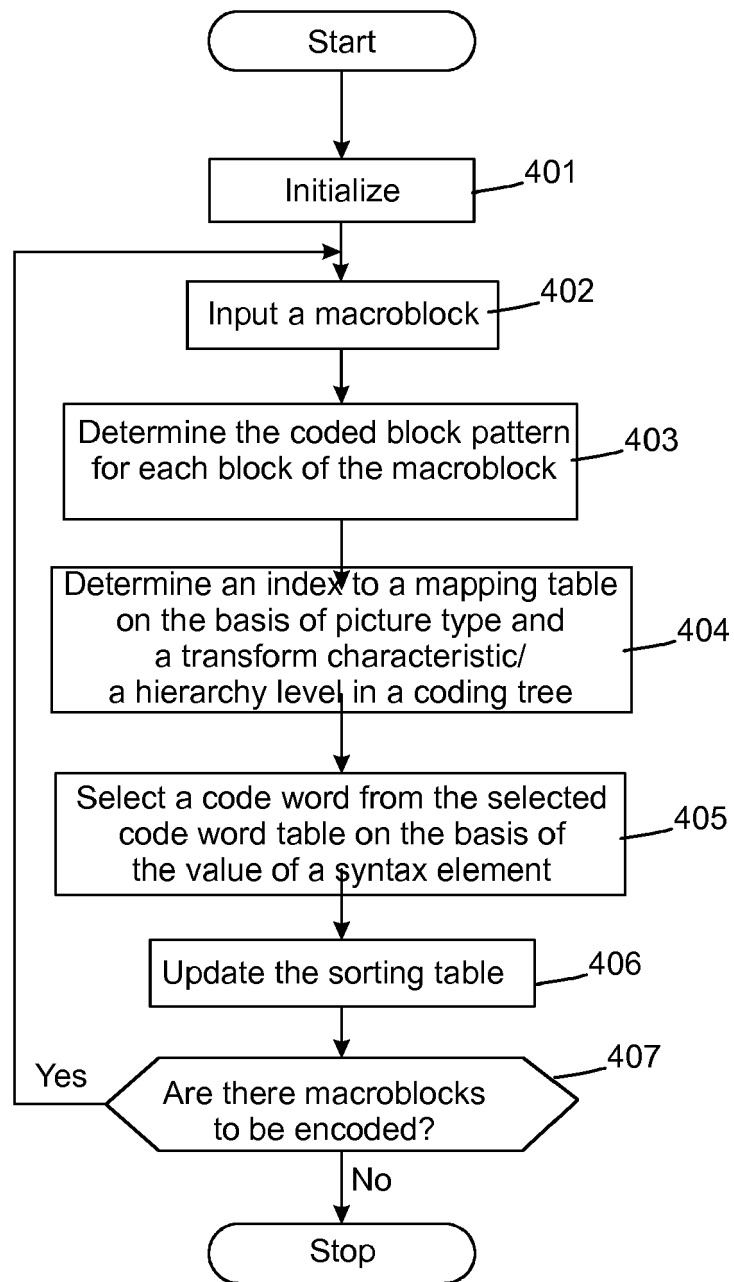 Start
Initialize
401
Input a macroblock
402
Determine the coded block pattern
for each block of the macroblock
403
Determine an index to a mapping table
on the basis of picture type and
a transform characteristic/
a hierarchy level in a coding tree
404
Select a code word from the selected
code word table on the basis of
the value of a syntax element
405
Update the sorting table
406
Yes
Are there macroblocks
to be encoded?
407
No
Stop